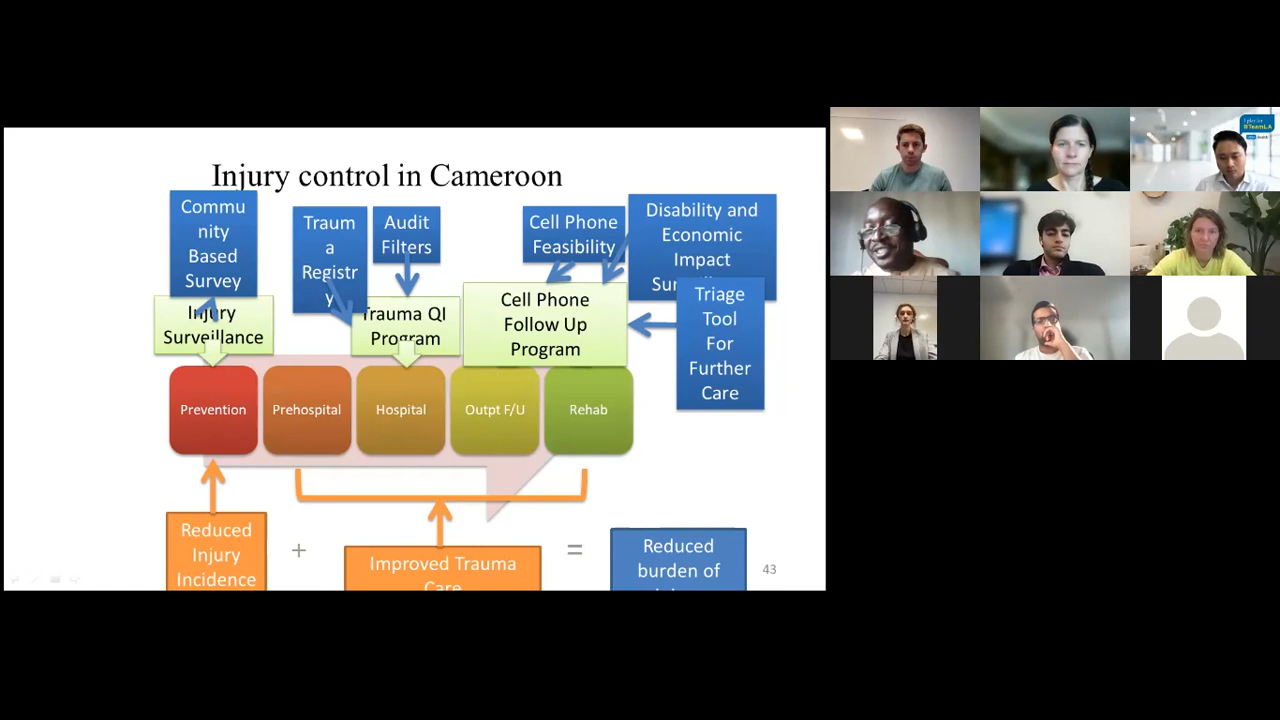 Injury control in Cameroon
Commu
nity
Based
Survey
Traum
a
Registr
y
Audit
Filters
Cell Phone
Feasibility
Disability and
Economic
Impact
Triage
Tool
For
Further
Care
Injury
Surveillance
Trauma QI
Program
Cell Phone
Follow Up
Program
Prevention
Prehospital
Hospital
Outpt F/U
Rehab
Reduced
Injury
Incidence
+
Improved Trauma
Care
=
Reduced
burden of
43